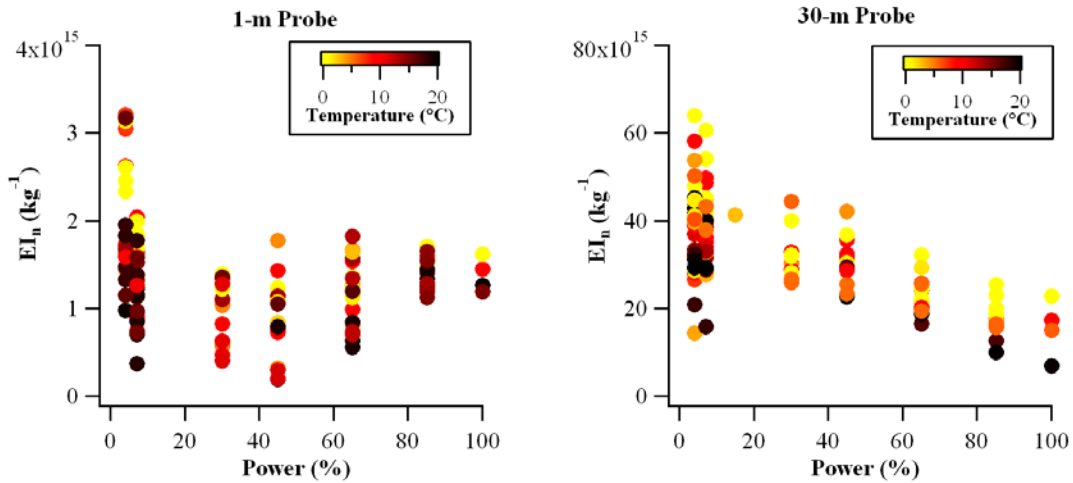 1-m Probe
4x10^15
3
2
1
0
EI_n (kg^-1)
0 10 20
Temperature (°C)
0 20 40 60 80 100
Power (%)
30-m Probe
80x10^15
60
40
20
0
EI_n (kg^-1)
0 10 20
Temperature (°C)
0 20 40 60 80 100
Power (%)